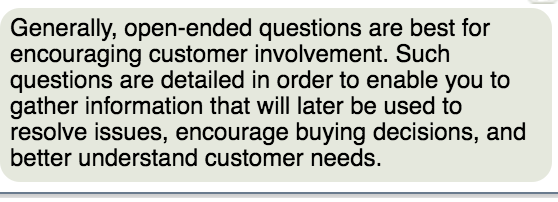 Generally, open-ended questions are best for
encouraging customer involvement. Such
questions are detailed in order to enable you to
gather information that will later be used to
resolve issues, encourage buying decisions, and
better understand customer needs.